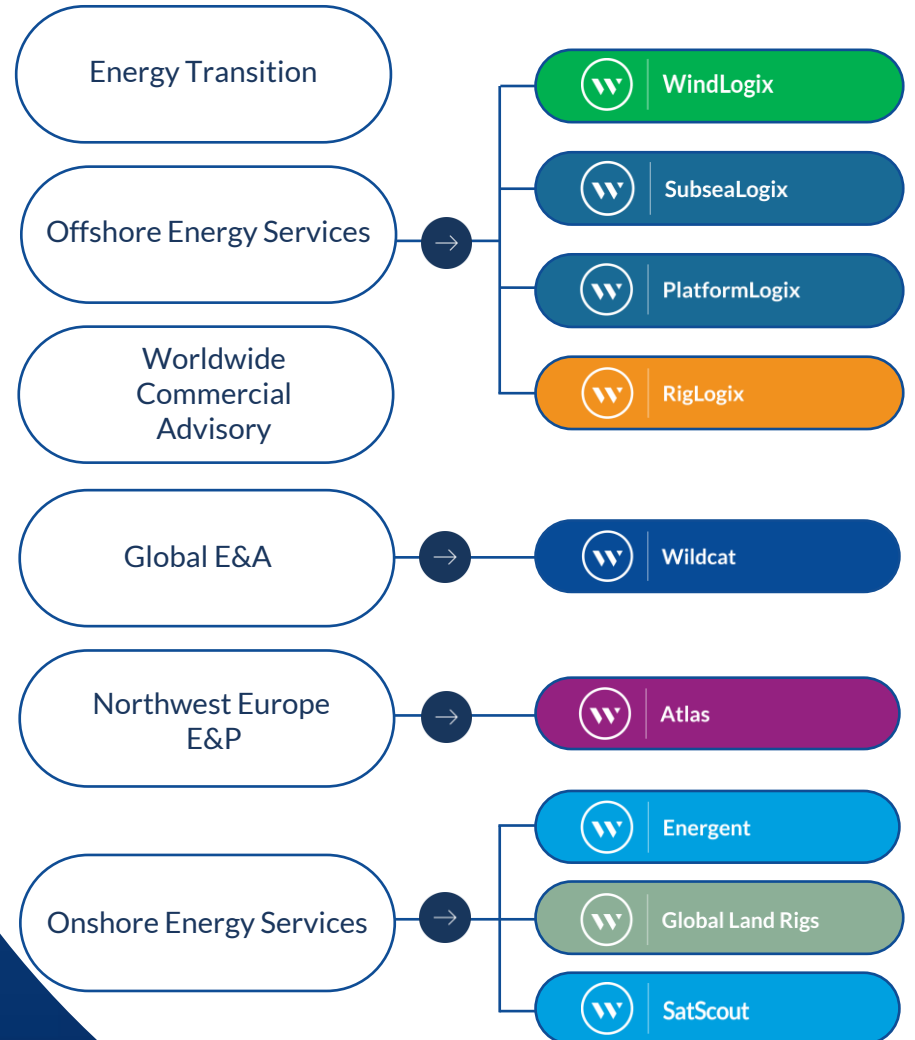 Energy Transition
Offshore Energy Services
WindLogix
SubseaLogix
PlatformLogix
RigLogix
Worldwide
Commercial
Advisory
Global E&A
Wildcat
Northwest Europe
E&P
Atlas
Onshore Energy Services
Energent
Global Land Rigs
SatScout